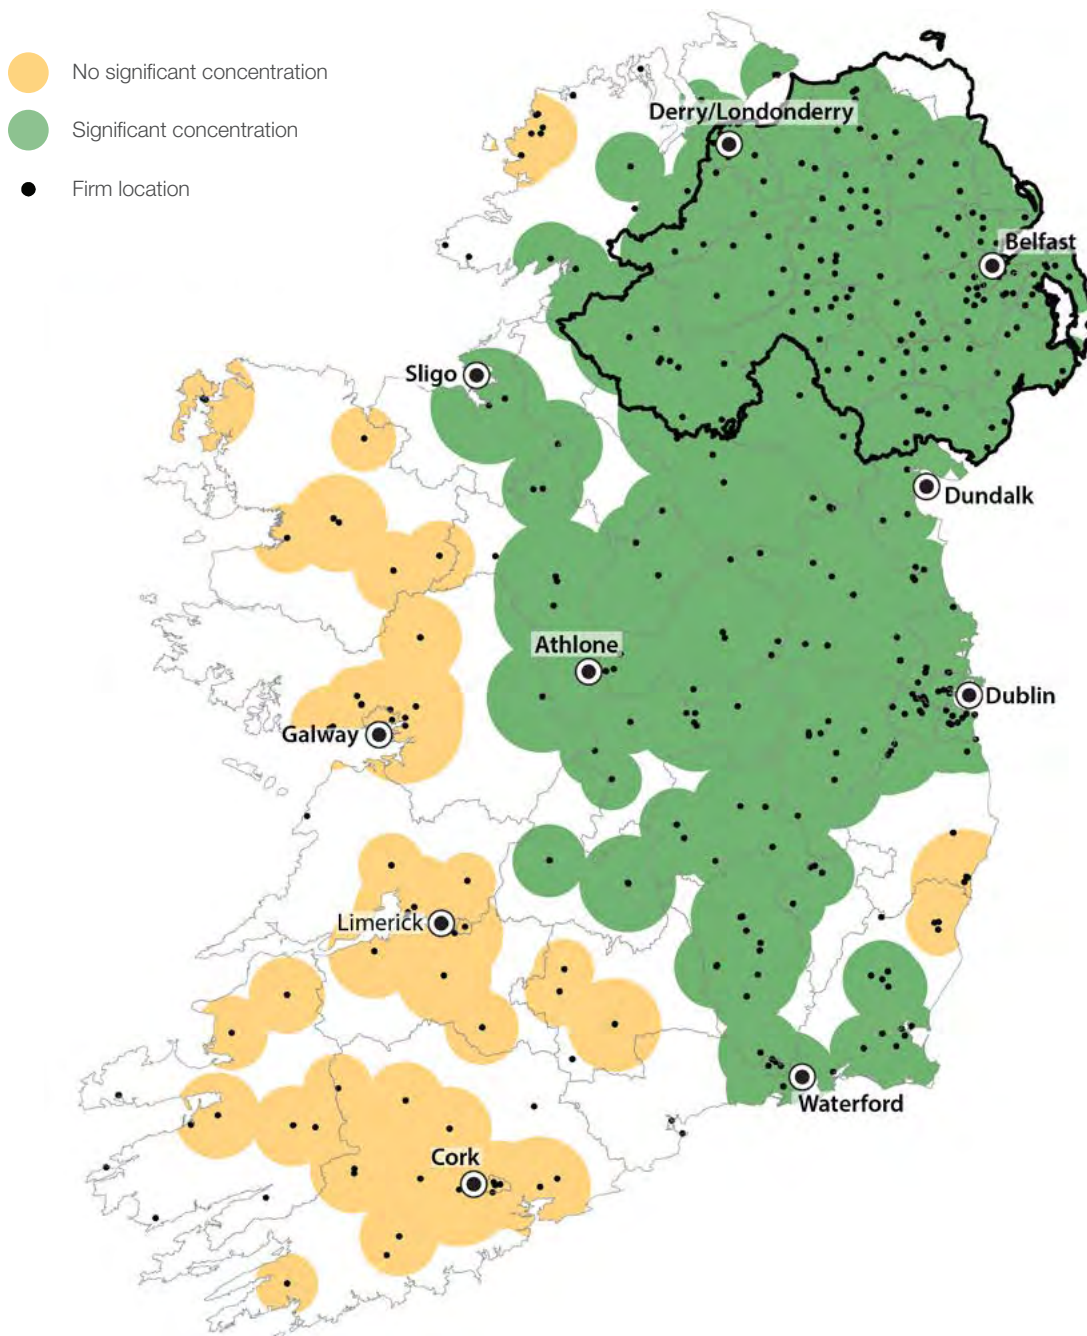 No significant concentration
Significant concentration
Firm location
Derry/Londonderry
Belfast
Sligo
Dundalk
Athlone
Dublin
Galway
Limerick
Waterford
Cork